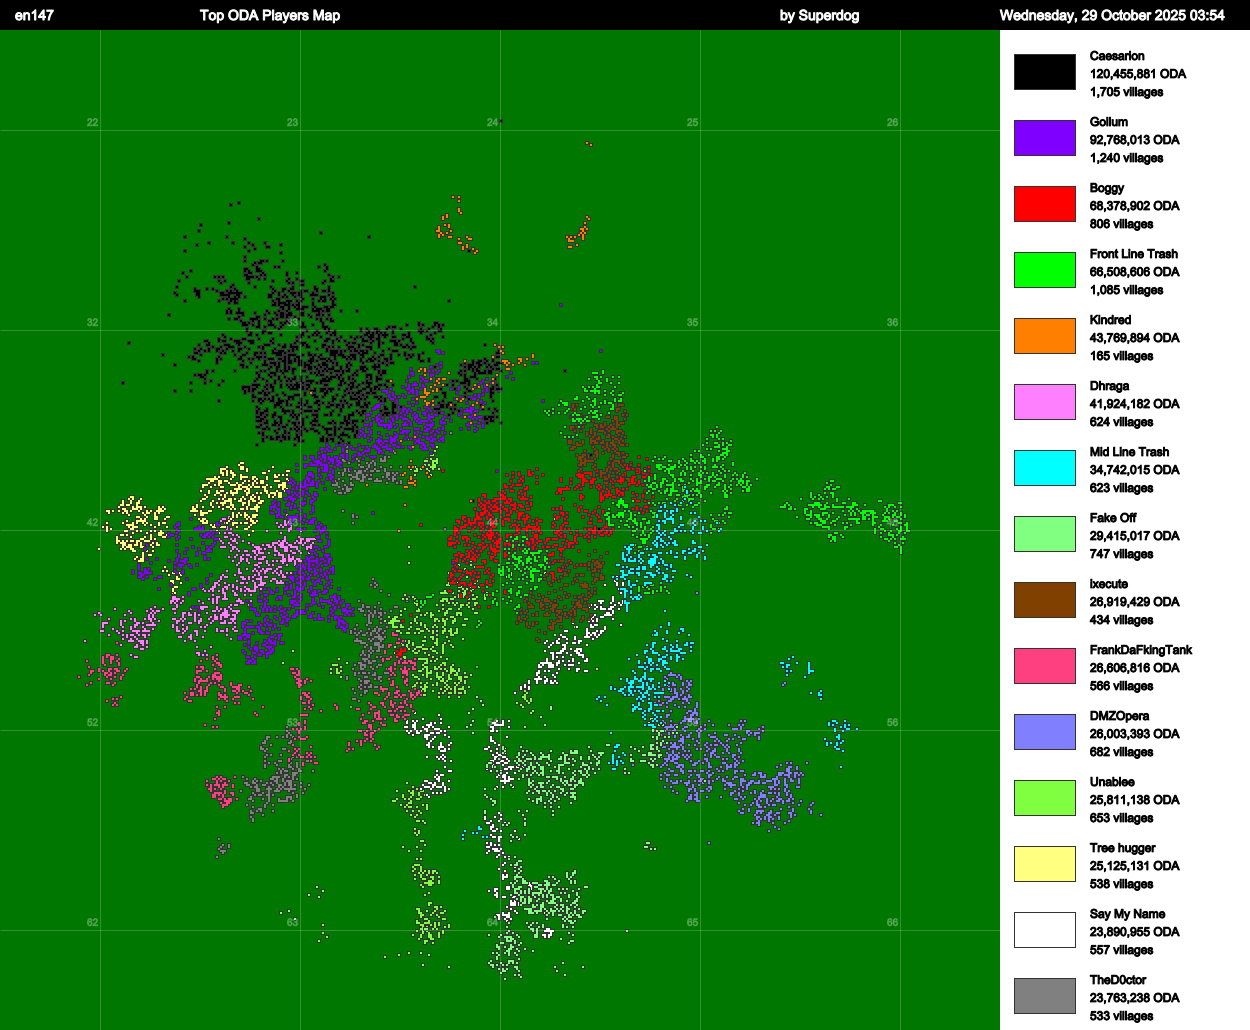 en147 Top ODA Players Map by Superdog Wednesday, 29 October 2025 03:54
Caesarion
120,455,881 ODA
1,705 villages
Gollum
92,768,013 ODA
1,240 villages
Boggy
68,378,902 ODA
806 villages
Front Line Trash
66,508,606 ODA
1,085 villages
Kindred
43,769,894 ODA
165 villages
Dhraga
41,924,182 ODA
624 villages
Mid Line Trash
34,742,015 ODA
623 villages
Fake Off
29,415,017 ODA
747 villages
ixecute
26,919,429 ODA
434 villages
FrankDaFkingTank
26,606,816 ODA
566 villages
DMZOpera
26,003,393 ODA
682 villages
Unablee
25,811,138 ODA
653 villages
Tree hugger
25,125,131 ODA
538 villages
Say My Name
23,890,955 ODA
557 villages
TheD0ctor
23,763,238 ODA
533 villages
22 23 24 25 26
32 33 34 35 36
42 43 44 45 46
52 53 54 55 56
62 63 64 65 66